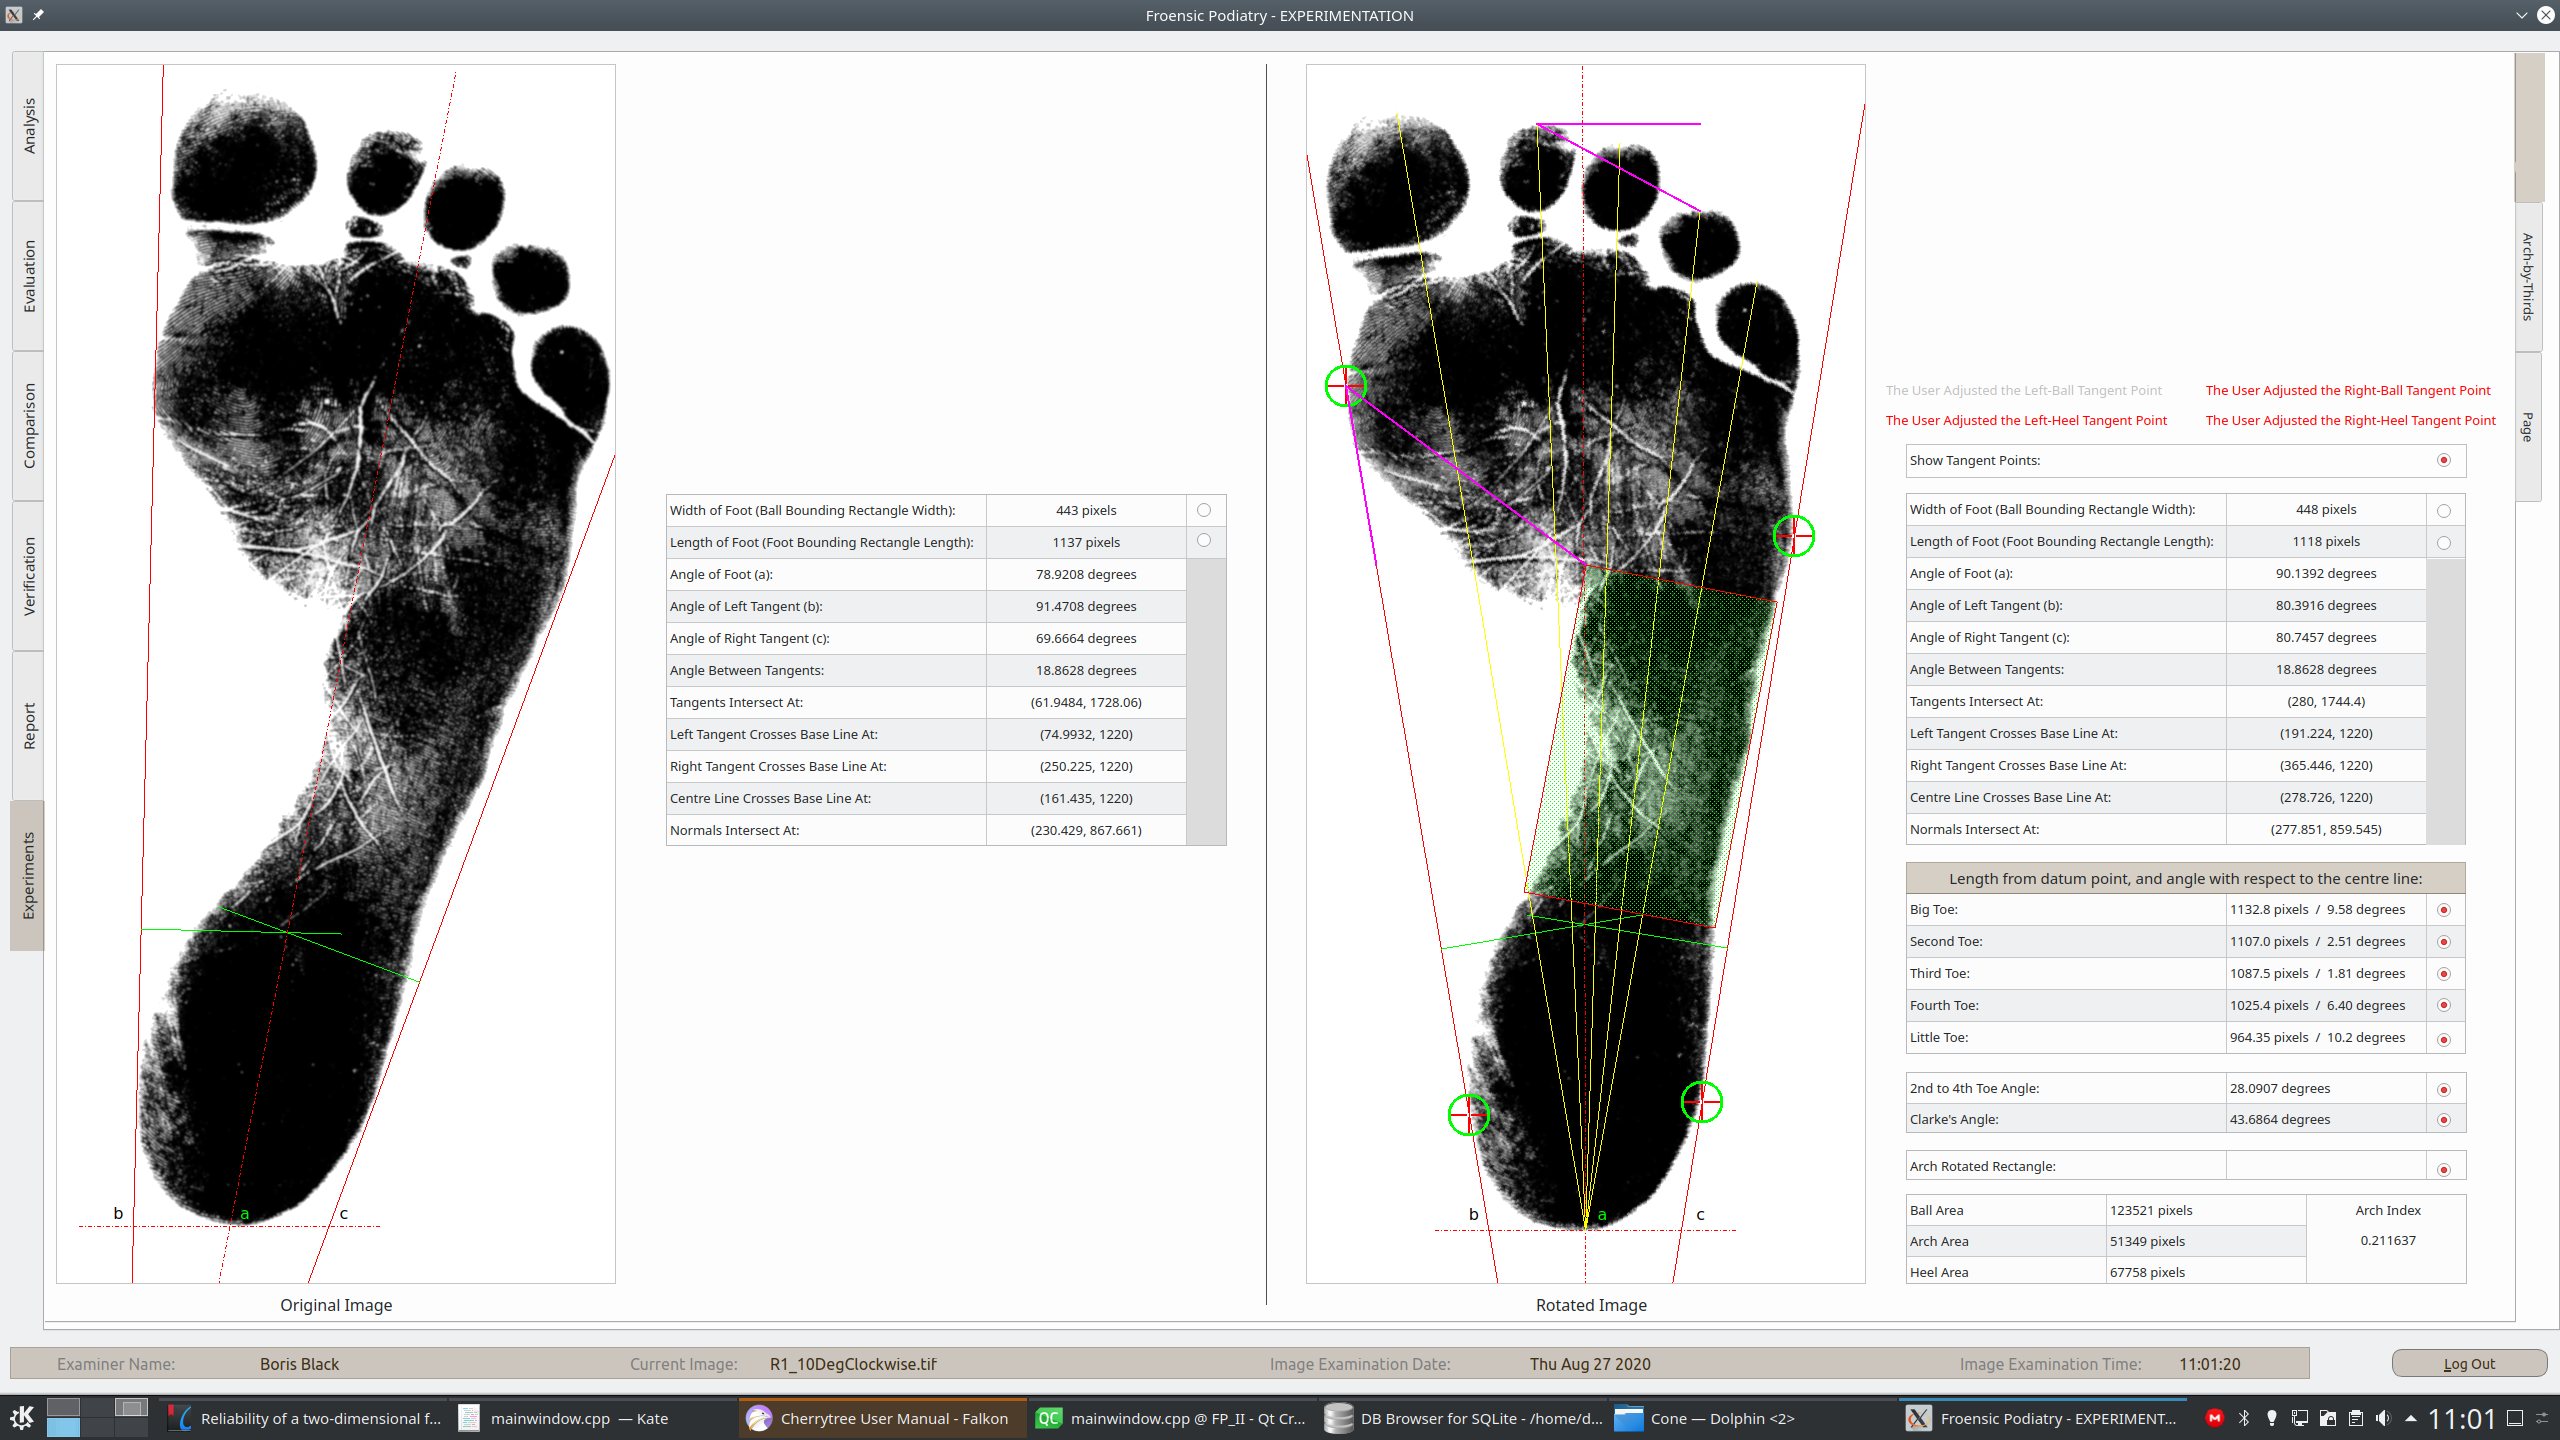 Froensic Podiatry - EXPERIMENTATION
Analysis
Evaluation
Comparison
Verification
Report
Experiments
b
a
c
Original Image
Width of Foot (Ball Bounding Rectangle Width): 443 pixels
Length of Foot (Foot Bounding Rectangle Length): 1137 pixels
Angle of Foot (a): 78.9208 degrees
Angle of Left Tangent (b): 91.4708 degrees
Angle of Right Tangent (c): 69.6664 degrees
Angle Between Tangents: 18.8628 degrees
Tangents Intersect At: (61.9484, 1728.06)
Left Tangent Crosses Base Line At: (74.9932, 1220)
Right Tangent Crosses Base Line At: (250.225, 1220)
Centre Line Crosses Base Line At: (161.435, 1220)
Normals Intersect At: (230.429, 867.661)
b
a
c
Rotated Image
The User Adjusted the Left-Ball Tangent Point The User Adjusted the Right-Ball Tangent Point
The User Adjusted the Left-Heel Tangent Point The User Adjusted the Right-Heel Tangent Point
Show Tangent Points:
Width of Foot (Ball Bounding Rectangle Width): 448 pixels
Length of Foot (Foot Bounding Rectangle Length): 1118 pixels
Angle of Foot (a): 90.1392 degrees
Angle of Left Tangent (b): 80.3916 degrees
Angle of Right Tangent (c): 80.7457 degrees
Angle Between Tangents: 18.8628 degrees
Tangents Intersect At: (280, 1744.4)
Left Tangent Crosses Base Line At: (191.224, 1220)
Right Tangent Crosses Base Line At: (365.446, 1220)
Centre Line Crosses Base Line At: (278.726, 1220)
Normals Intersect At: (277.851, 859.545)
Length from datum point, and angle with respect to the centre line:
Big Toe: 1132.8 pixels / 9.58 degrees
Second Toe: 1107.0 pixels / 2.51 degrees
Third Toe: 1087.5 pixels / 1.81 degrees
Fourth Toe: 1025.4 pixels / 6.40 degrees
Little Toe: 964.35 pixels / 10.2 degrees
2nd to 4th Toe Angle: 28.0907 degrees
Clarke's Angle: 43.6864 degrees
Arch Rotated Rectangle:
Ball Area 123521 pixels Arch Index
Arch Area 51349 pixels 0.211637
Heel Area 67758 pixels
Arch-by-Thirds
Page
Examiner Name: Boris Black Current Image: R1_10DegClockwise.tif Image Examination Date: Thu Aug 27 2020 Image Examination Time: 11:01:20 Log Out
Reliability of a two-dimensional f... mainwindow.cpp — Kate Cherrytree User Manual - Falkon QC mainwindow.cpp @ FP_II - Qt Cr... DB Browser for SQLite - /home/d... Cone — Dolphin <2> Froensic Podiatry - EXPERIMENT... 11:01